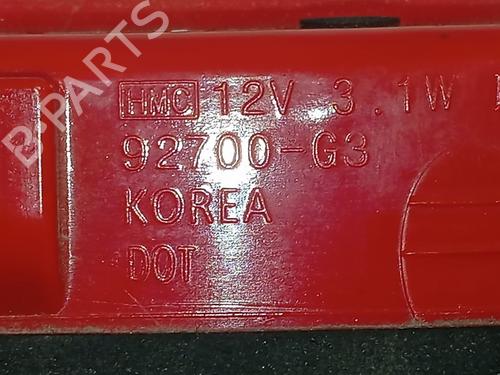 B-PARTS
HMC 12V 3.1W
92700-G3
KOREA
DOT